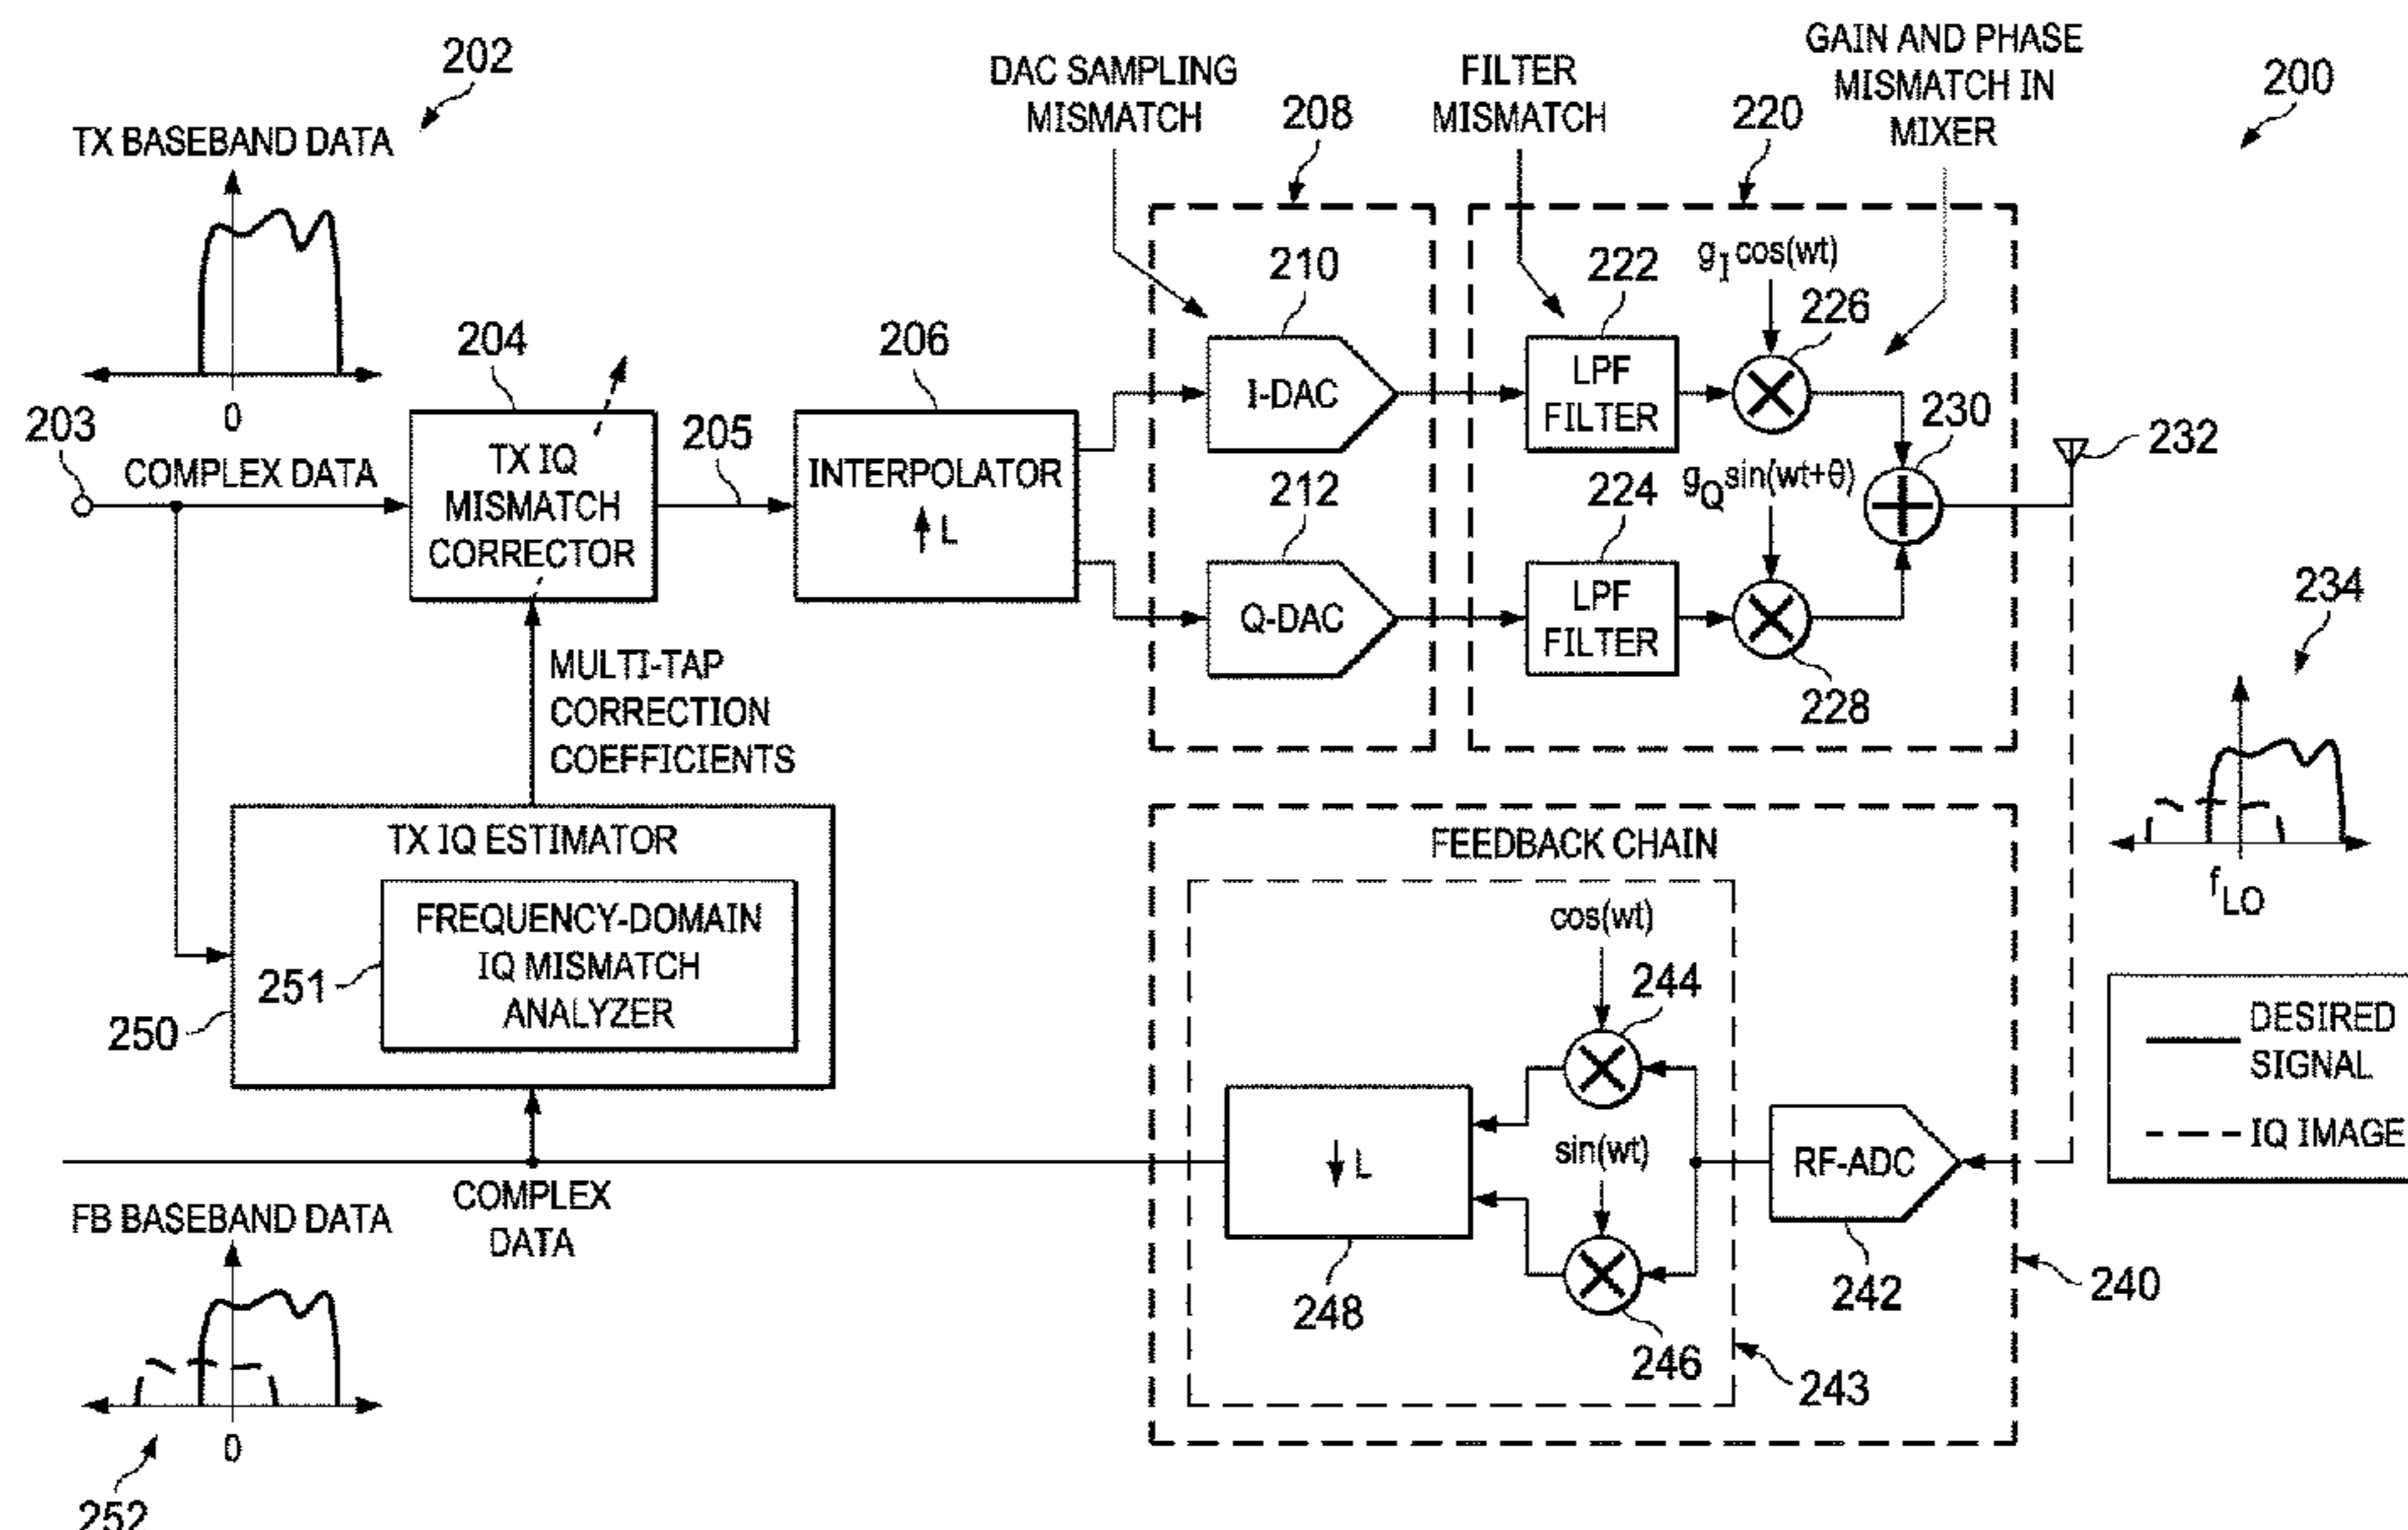 202
TX BASEBAND DATA
0
203
COMPLEX DATA
204
TX IQ
MISMATCH
CORRECTOR
205
206
INTERPOLATOR
↑ L
DAC SAMPLING
MISMATCH
208
210
I-DAC
212
Q-DAC
FILTER
MISMATCH
220
GAIN AND PHASE
MISMATCH IN
MIXER
200
222
LPF
FILTER
g_I cos(wt)
226
224
LPF
FILTER
g_Q sin(wt+θ)
228
230
232
234
f_LO
MULTI-TAP
CORRECTION
COEFFICIENTS
TX IQ ESTIMATOR
FREQUENCY-DOMAIN
IQ MISMATCH
ANALYZER
251
250
FEEDBACK CHAIN
cos(wt)
244
sin(wt)
246
↓ L
248
243
RF-ADC
242
240
DESIRED
SIGNAL
IQ IMAGE
COMPLEX
DATA
FB BASEBAND DATA
0
252